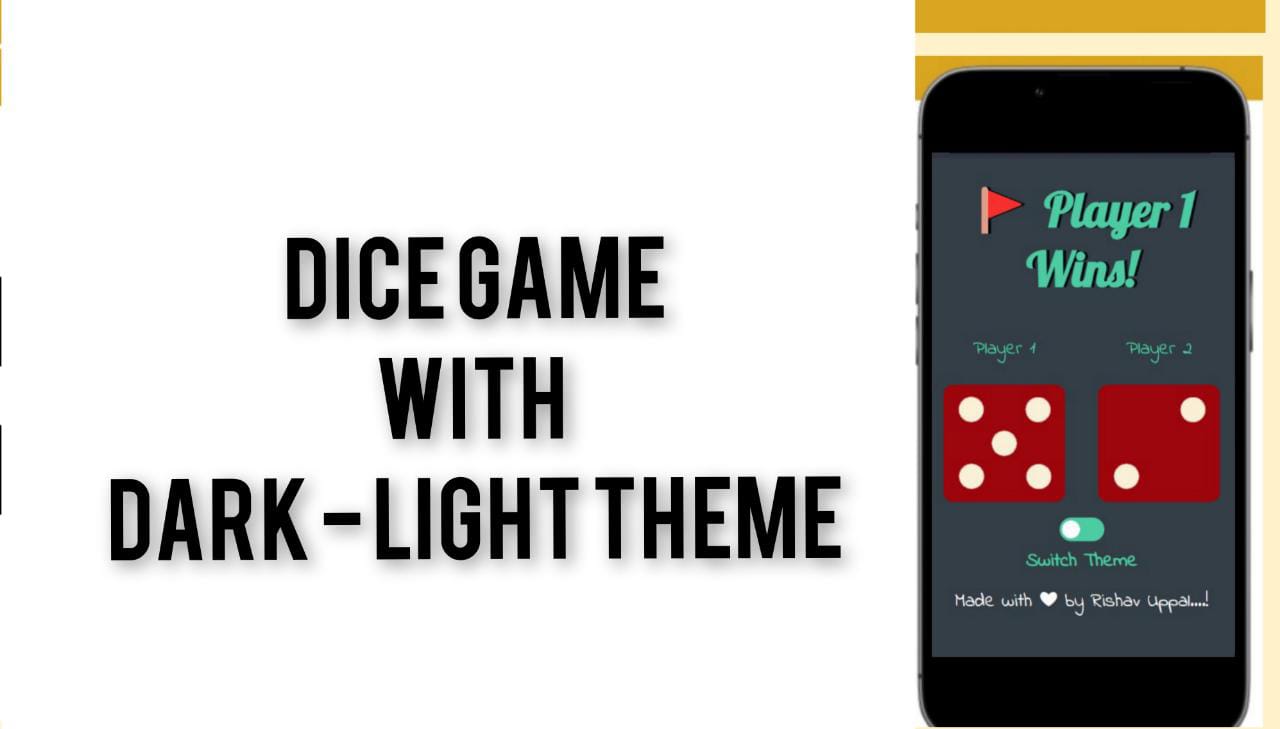 DICE GAME
WITH
DARK - LIGHT THEME
🚩 Player 1
Wins!
Player 1 Player 2
Switch Theme
Made with 🤍 by Rishav Uppal....!